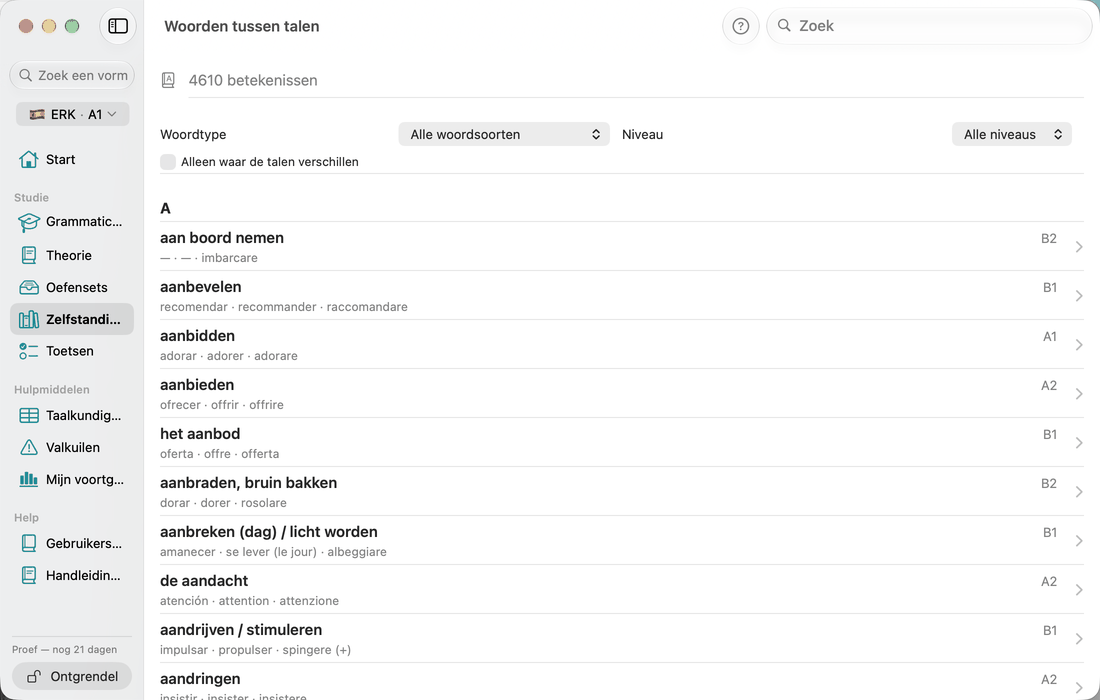 Woorden tussen talen
Zoek
Zoek een vorm
ERK · A1
Start
Studie
Grammatic...
Theorie
Oefensets
Zelfstandi...
Toetsen
Hulpmiddelen
Taalkundig...
Valkuilen
Mijn voortg...
Help
Gebruikers...
Handleidin...
Proef — nog 21 dagen
Ontgrendel
4610 betekenissen
Woordtype
Alle woordsoorten
Niveau
Alle niveaus
Alleen waar de talen verschillen
A
aan boord nemen B2
— · — · imbarcare
aanbevelen B1
recomendar · recommander · raccomandare
aanbidden A1
adorar · adorer · adorare
aanbieden A2
ofrecer · offrir · offrire
het aanbod B1
oferta · offre · offerta
aanbraden, bruin bakken B2
dorar · dorer · rosolare
aanbreken (dag) / licht worden B1
amanecer · se lever (le jour) · albeggiare
de aandacht A2
atención · attention · attenzione
aandrijven / stimuleren B1
impulsar · propulser · spingere (+)
aandringen A2
insistir · insister · insistere